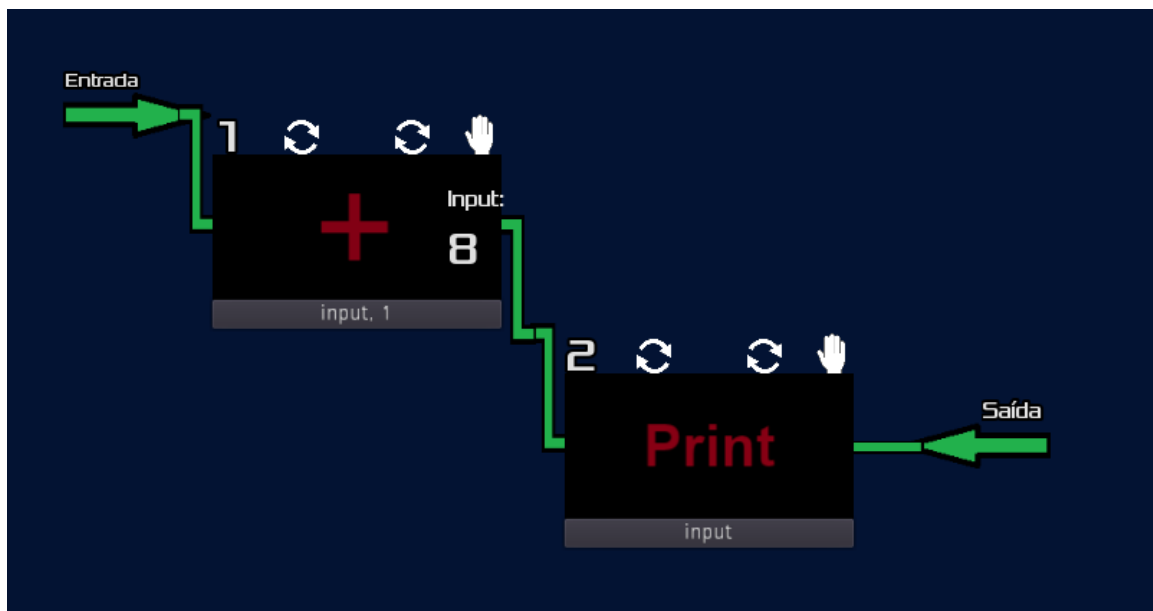 Entrada
1
+
Input:
8
input, 1
2
Print
input
Saída